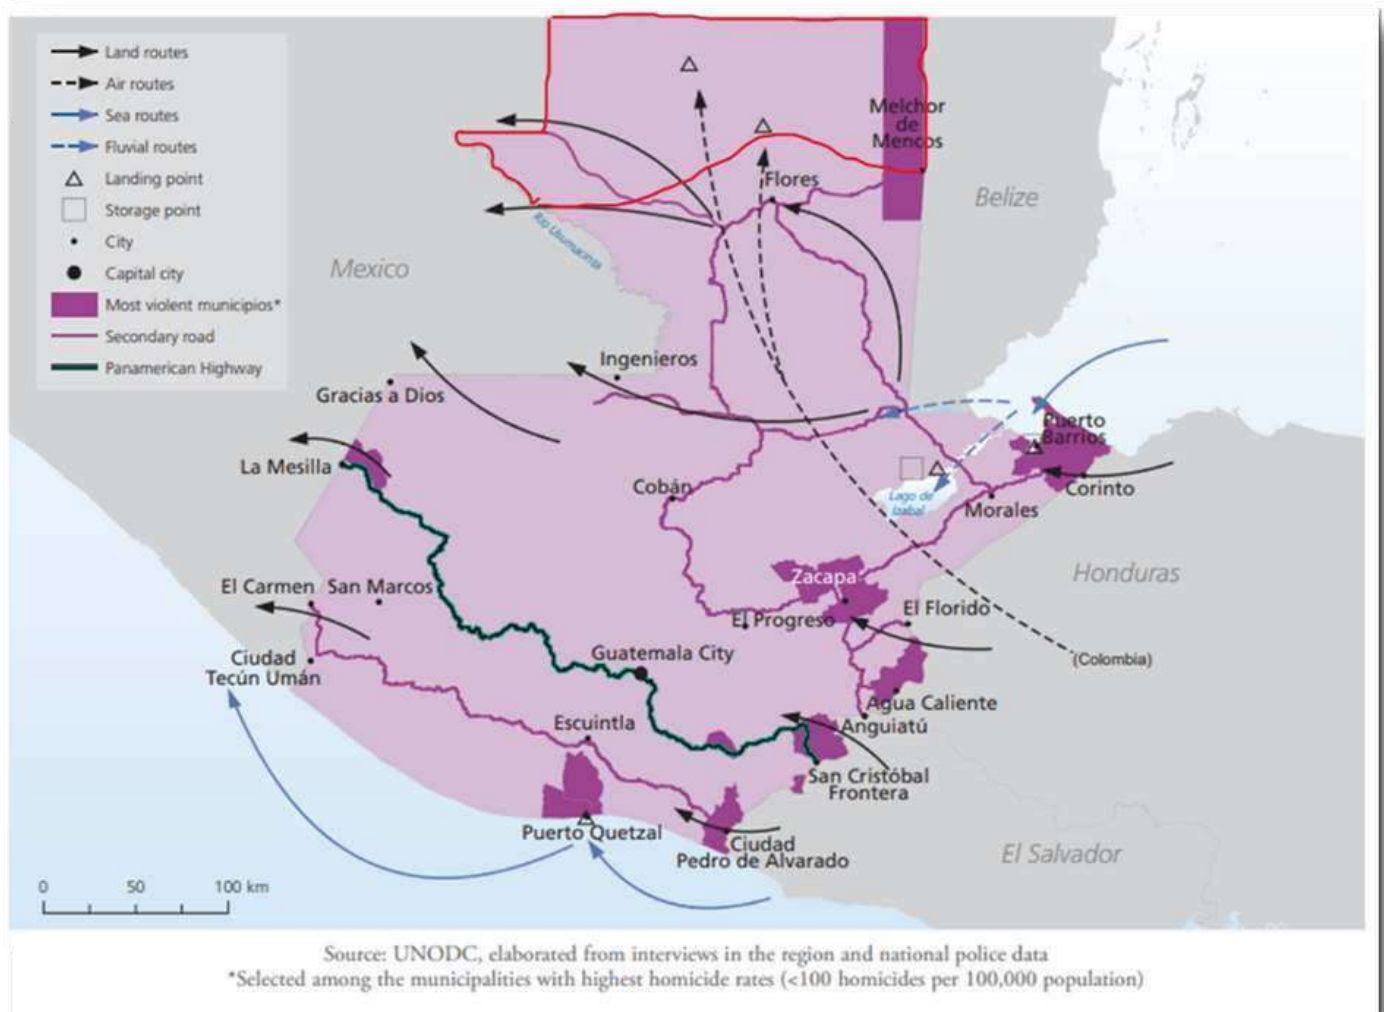 Land routes
Air routes
Sea routes
Fluvial routes
Landing point
Storage point
City
Capital city
Most violent municipios*
Secondary road
Panamerican Highway
Melchor
de
Mencos
Flores
Belize
Río Usumacinta
Mexico
Ingenieros
Gracias a Dios
Puerto
Barrios
La Mesilla
Cobán
Lago de
Izabal
Corinto
Morales
Honduras
Zacapa
El Carmen
San Marcos
El Progreso
El Florido
Guatemala City
(Colombia)
Ciudad
Tecún Umán
Agua Caliente
Anguiatú
Escuintla
San Cristóbal
Frontera
Puerto Quetzal
Ciudad
Pedro de Alvarado
El Salvador
0 50 100 km
Source: UNODC, elaborated from interviews in the region and national police data
*Selected among the municipalities with highest homicide rates (<100 homicides per 100,000 population)